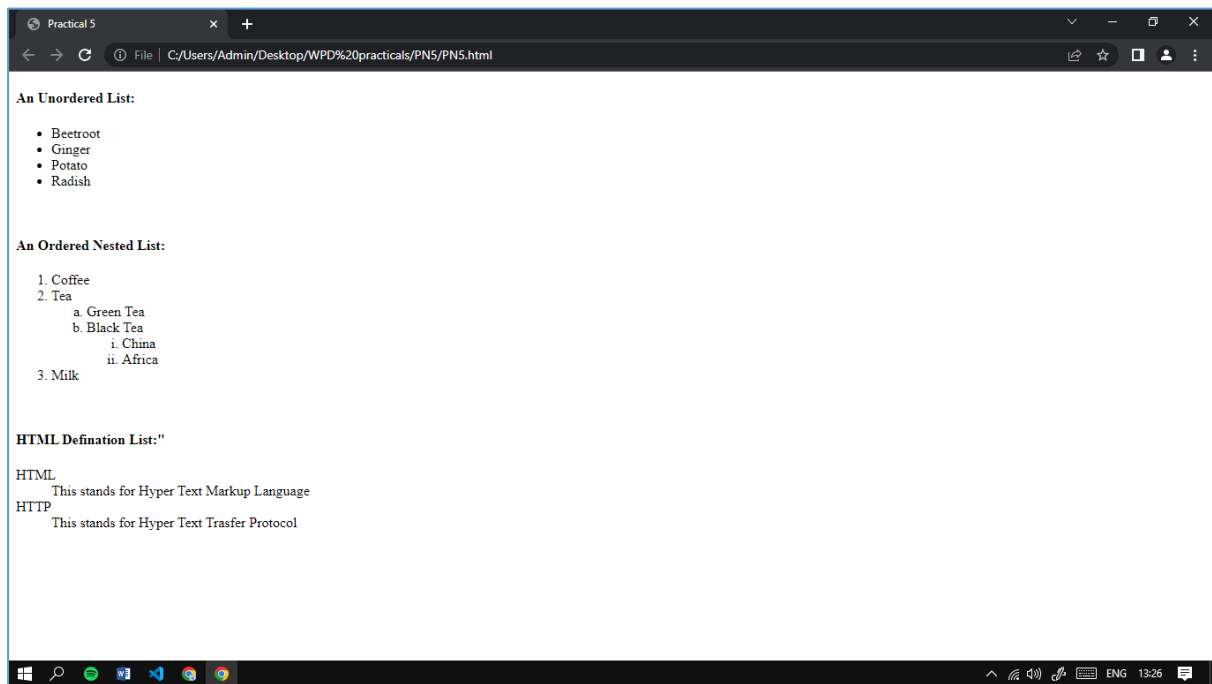 Practical 5
File | C:/Users/Admin/Desktop/WPD%20practicals/PN5/PN5.html
An Unordered List:
• Beetroot
• Ginger
• Potato
• Radish
An Ordered Nested List:
1. Coffee
2. Tea
a. Green Tea
b. Black Tea
i. China
ii. Africa
3. Milk
HTML Defination List:"
HTML
This stands for Hyper Text Markup Language
HTTP
This stands for Hyper Text Trasfer Protocol
ENG 13:26